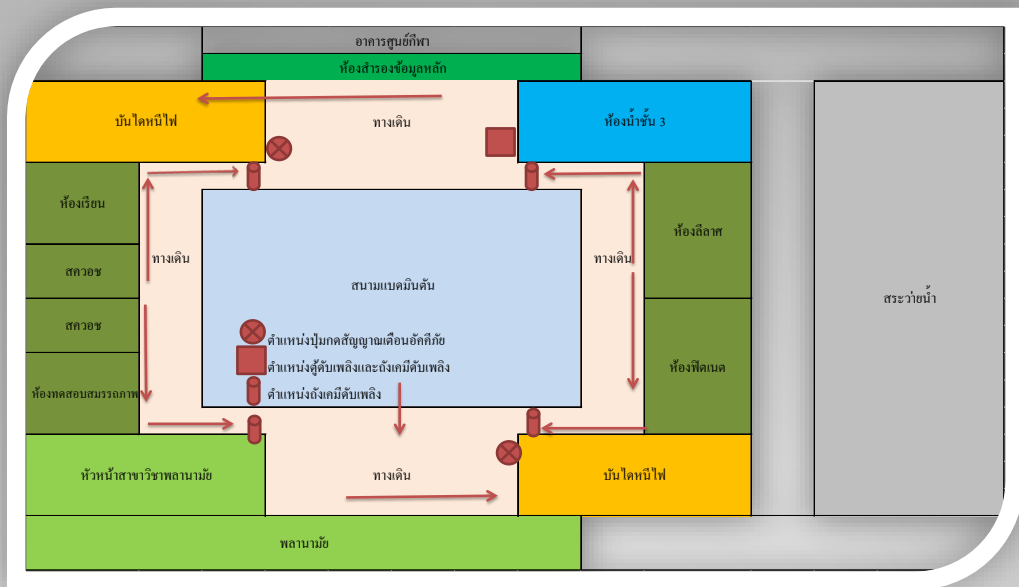 อาคารศูนย์กีฬา
ห้องสำรองข้อมูลหลัก
บันไดหนีไฟ
ทางเดิน
ห้องน้ำชั้น 3
ห้องเรียน
ห้องลีลาศ
ทางเดิน
ทางเดิน
สควอช
สนามแบดมินตัน
สระว่ายน้ำ
สควอช
ตำแหน่งปุ่มกดสัญญาณเตือนอัคคีภัย
ตำแหน่งตู้ดับเพลิงและถังเคมีดับเพลิง
ห้องฟิตเนต
ห้องทดสอบสมรรถภาพ
ตำแหน่งถังเคมีดับเพลิง
หัวหน้าสาขาวิชาพลานามัย
ทางเดิน
บันไดหนีไฟ
พลานามัย